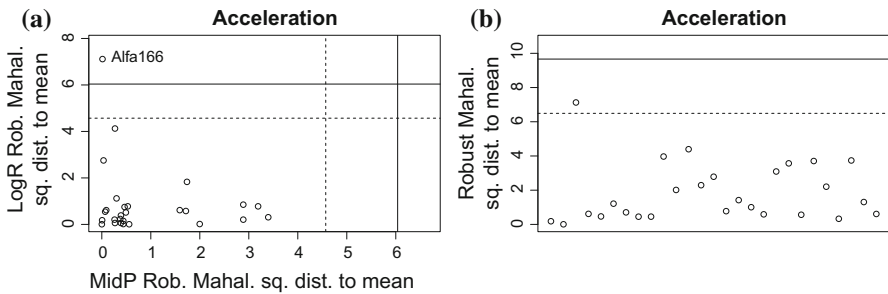 (a) Acceleration
LogR Rob. Mahal.
sq. dist. to mean
8
6
4
2
0
Alfa166
0 1 2 3 4 5 6
MidP Rob. Mahal. sq. dist. to mean
(b) Acceleration
Robust Mahal.
sq. dist. to mean
10
8
6
4
2
0